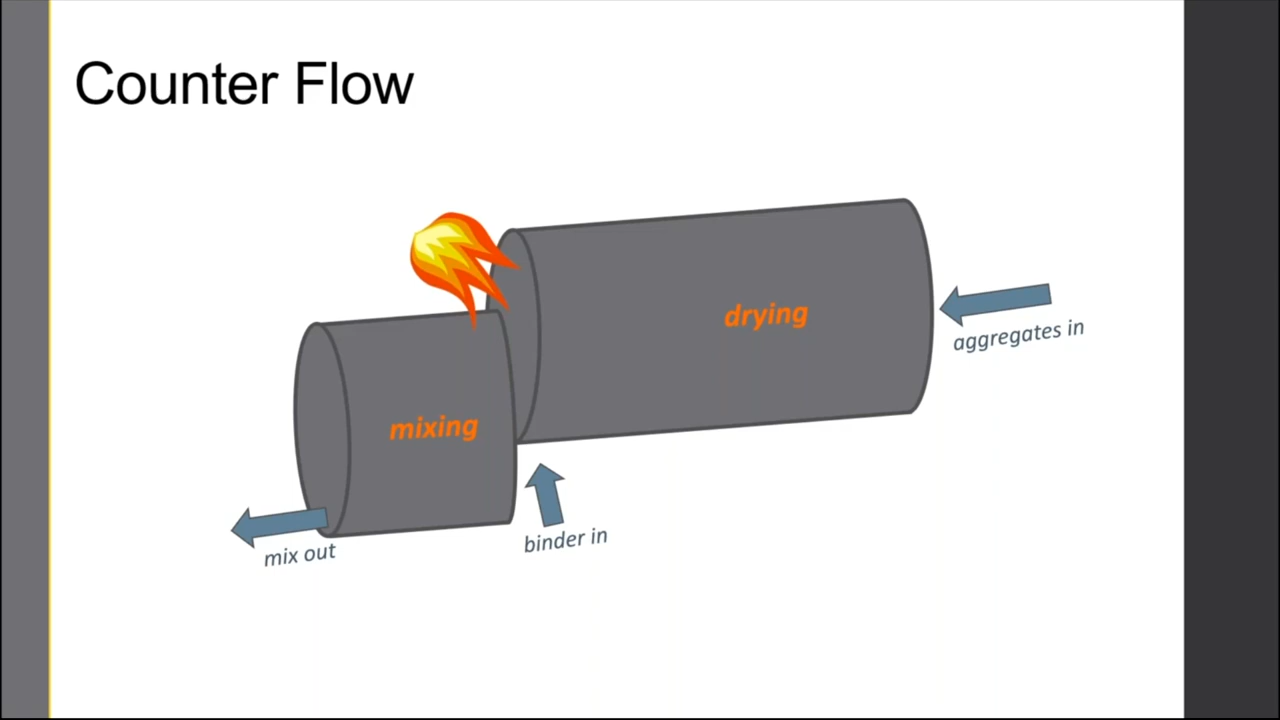 Counter Flow
drying
aggregates in
mixing
binder in
mix out